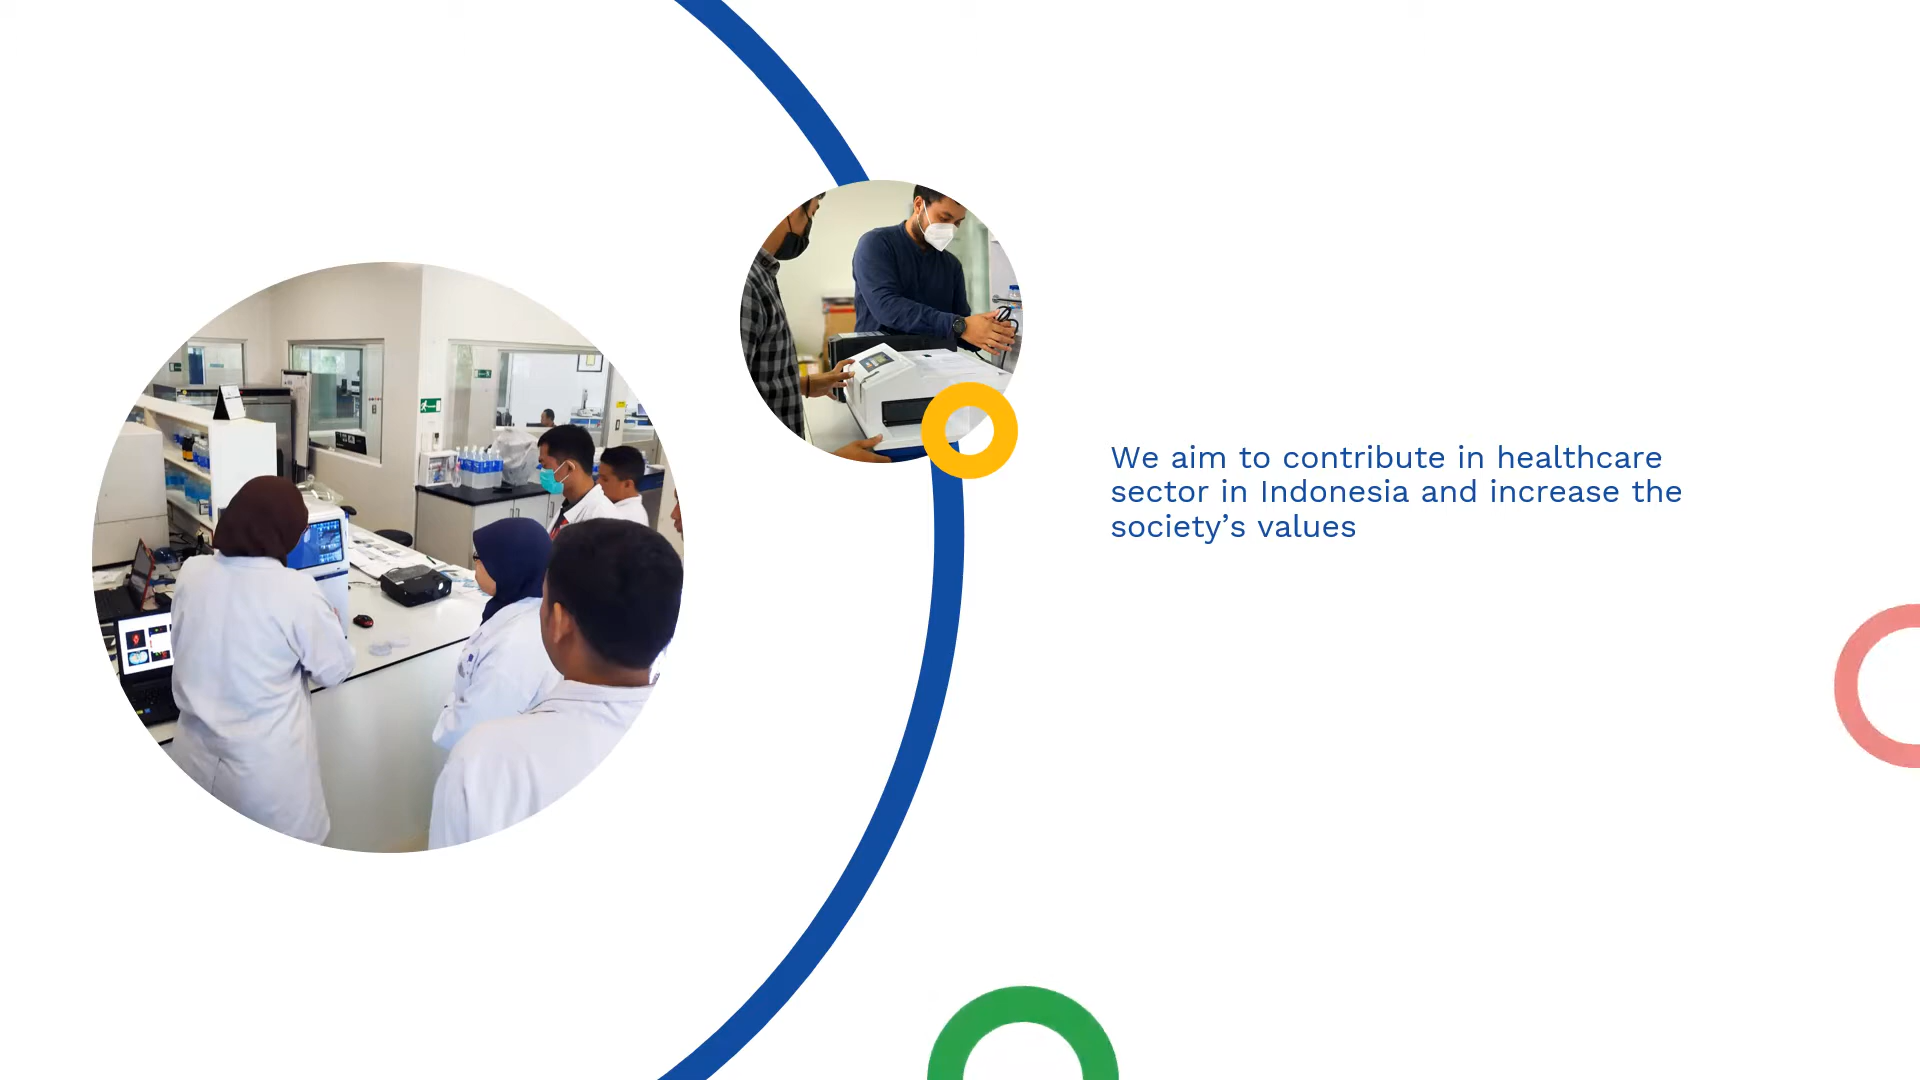 We aim to contribute in healthcare
sector in Indonesia and increase the
society’s values